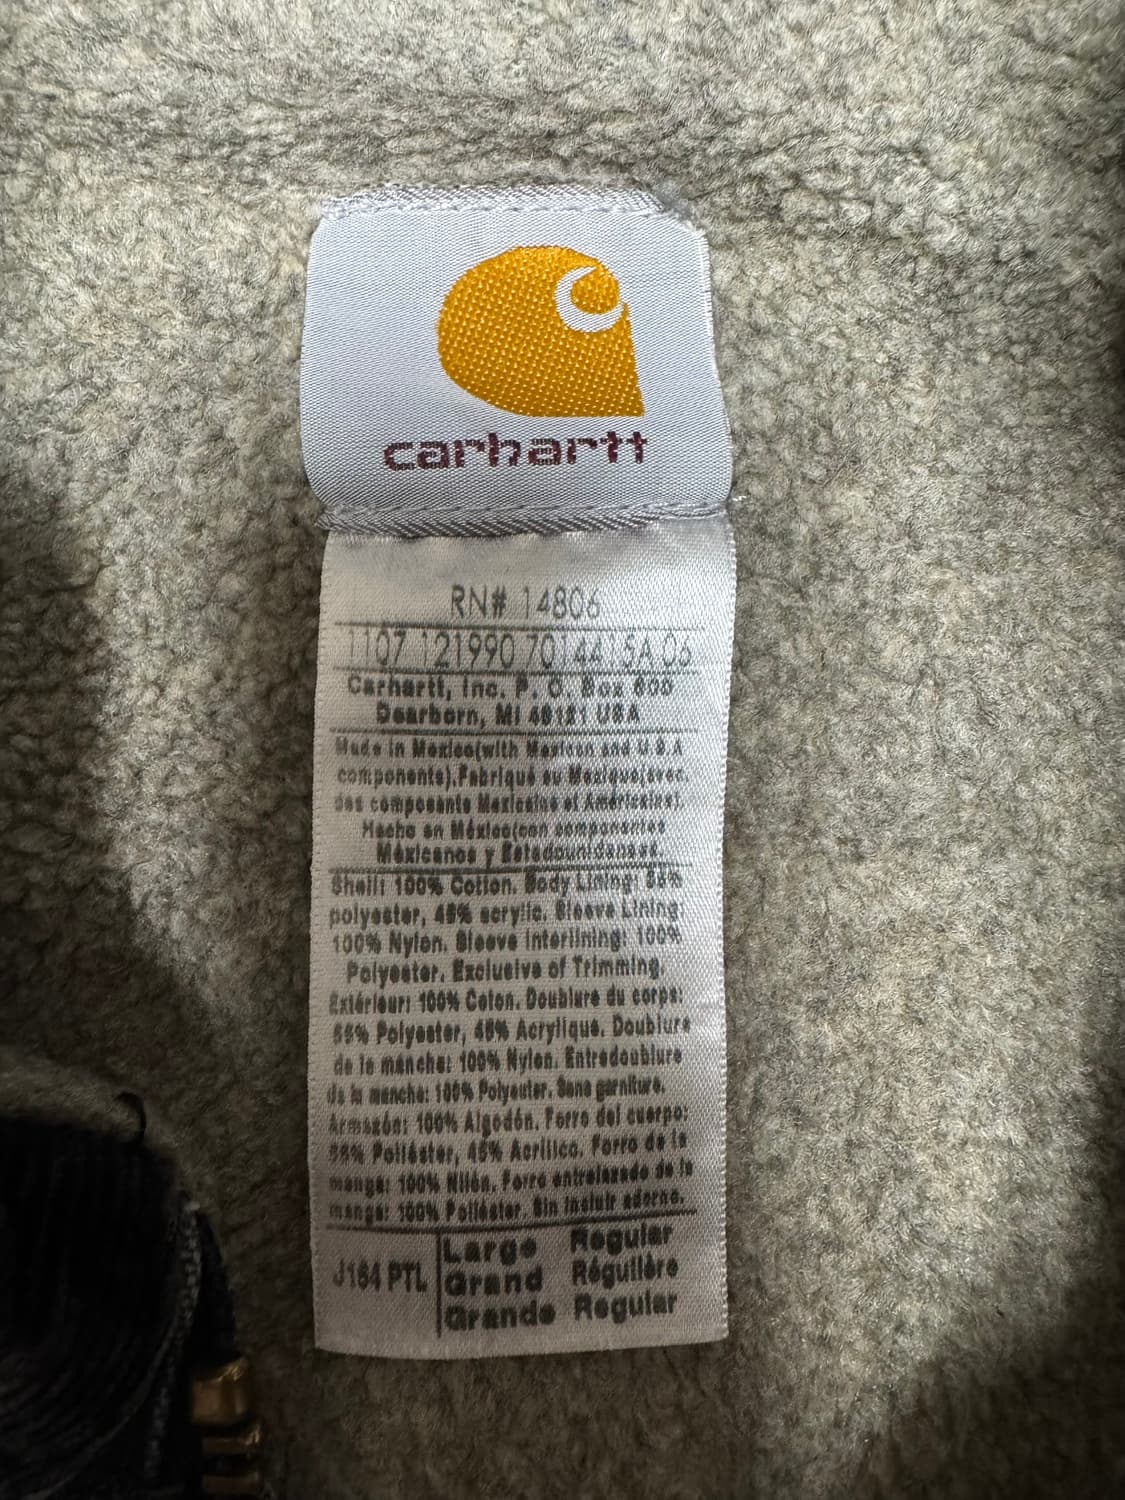 carhartt
RN# 14806
1107 121990 7014415A 06
Carhartt, Inc. P. O. Box 600
Dearborn, MI 48121 USA
Made in Mexico(with Mexican and U.S.A
components).Fabriqué au Mexique(avec
des composants Mexicains et Américains).
Hecho en México(con componentes
Mexicanos y Estadounidenses.
Shell: 100% Cotton. Body Lining: 55%
polyester, 45% acrylic. Sleeve Lining:
100% Nylon. Sleeve Interlining: 100%
Polyester. Exclusive of Trimming.
Extérieur: 100% Coton. Doublure du corps:
55% Polyester, 45% Acrylique. Doublure
de la manche: 100% Nylon. Entredoublure
de la manche: 100% Polyester. Sans garniture.
Armazón: 100% Algodón. Forro del cuerpo:
55% Poliéster, 45% Acrílico. Forro de la
manga: 100% Nilón. Forro entrelazado de la
manga: 100% Poliéster. Sin incluir adorno.
J164 PTL
Large Regular
Grand Régulière
Grande Regular